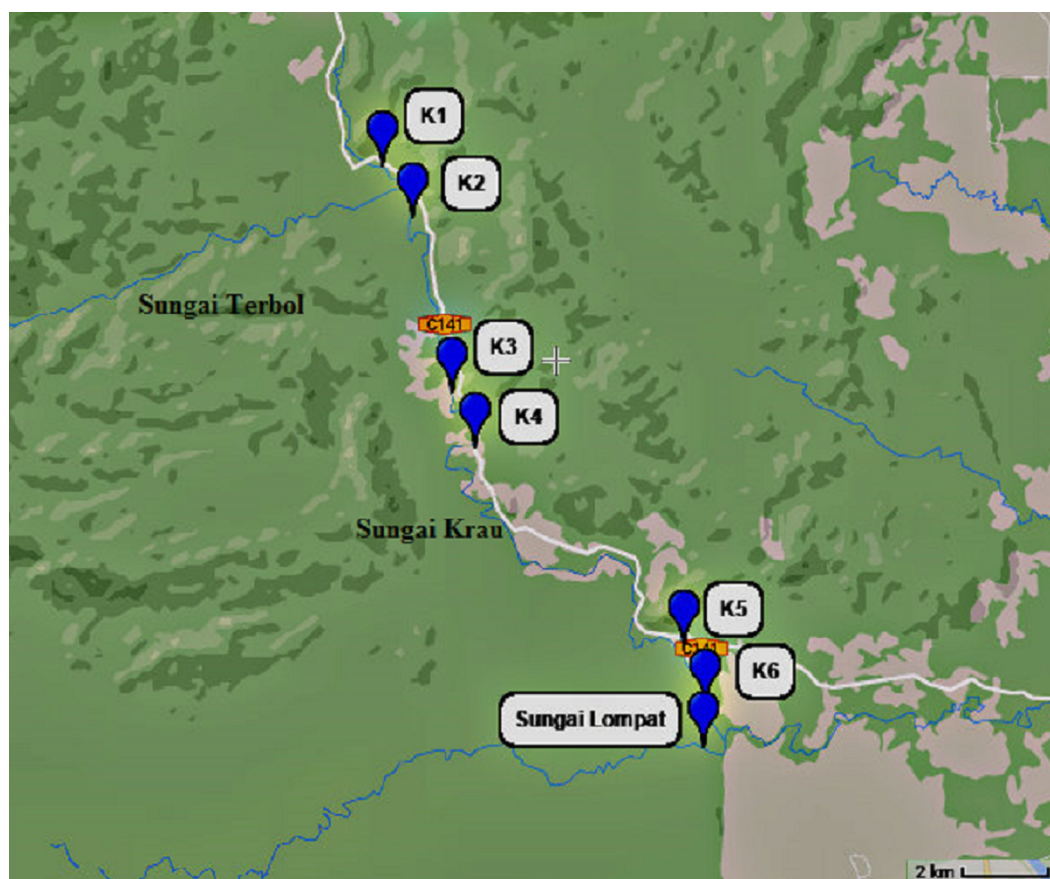 K1
K2
Sungai Terbol
C141
K3
K4
Sungai Krau
K5
C141
K6
Sungai Lompat
2 km